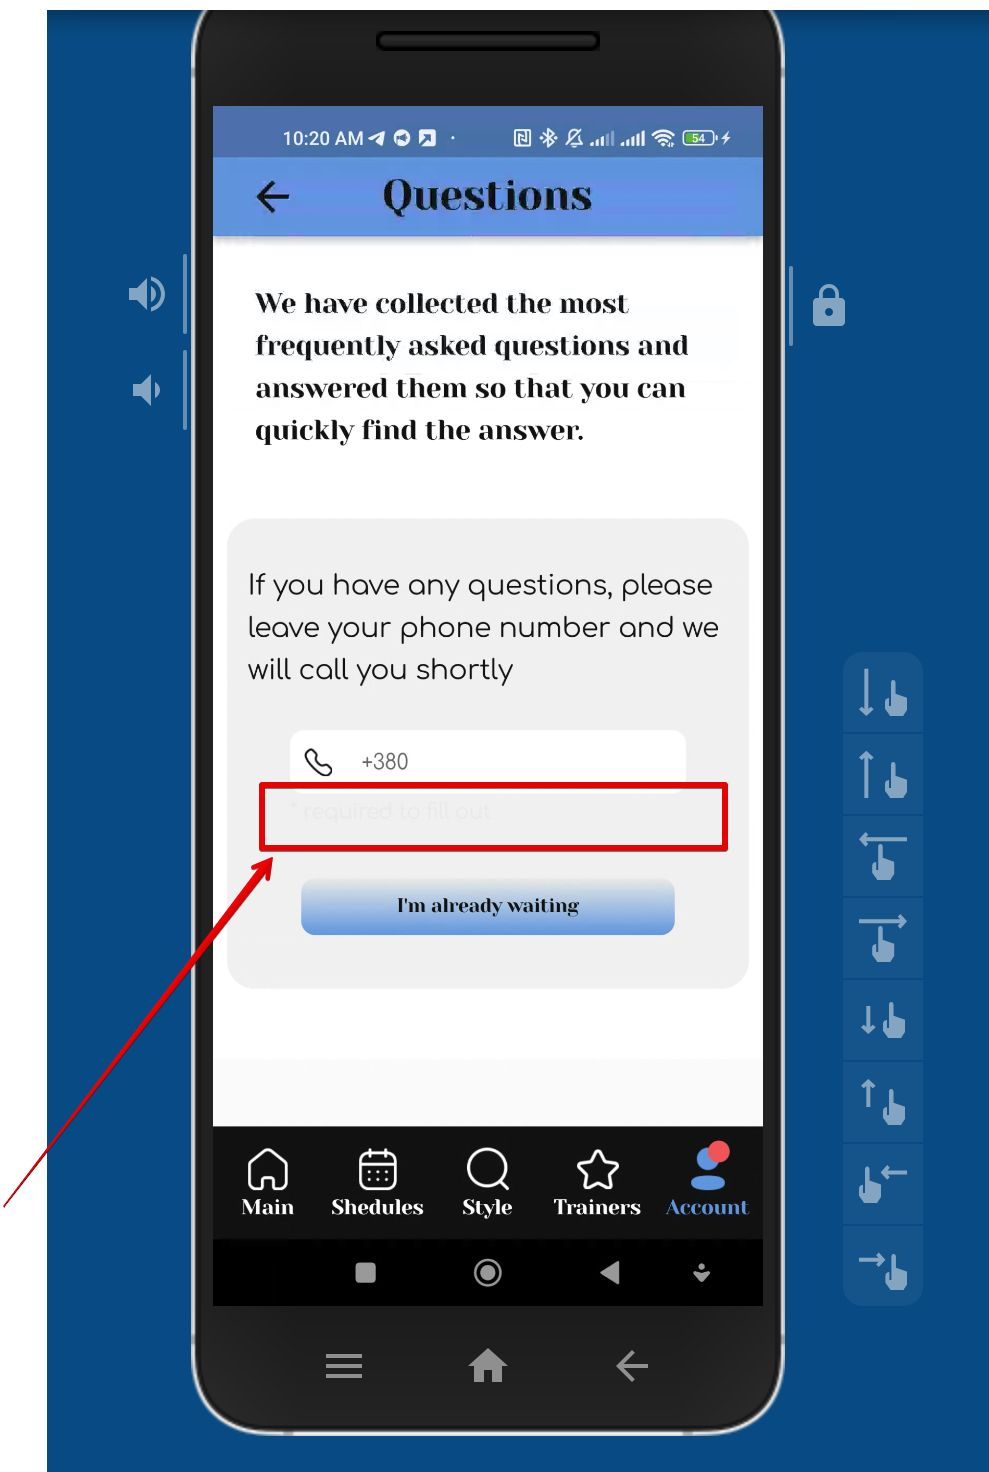 10:20 AM
54
Questions
We have collected the most
frequently asked questions and
answered them so that you can
quickly find the answer.
If you have any questions, please
leave your phone number and we
will call you shortly
+380
* required to fill out
I'm already waiting
Main Shedules Style Trainers Account